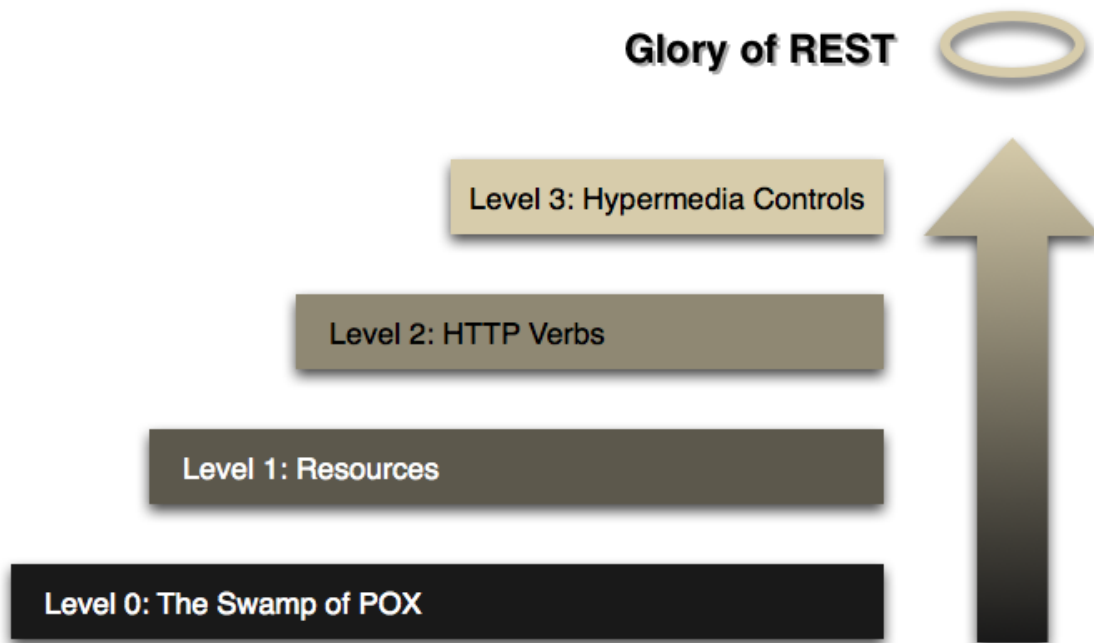 Glory of REST
Level 3: Hypermedia Controls
Level 2: HTTP Verbs
Level 1: Resources
Level 0: The Swamp of POX